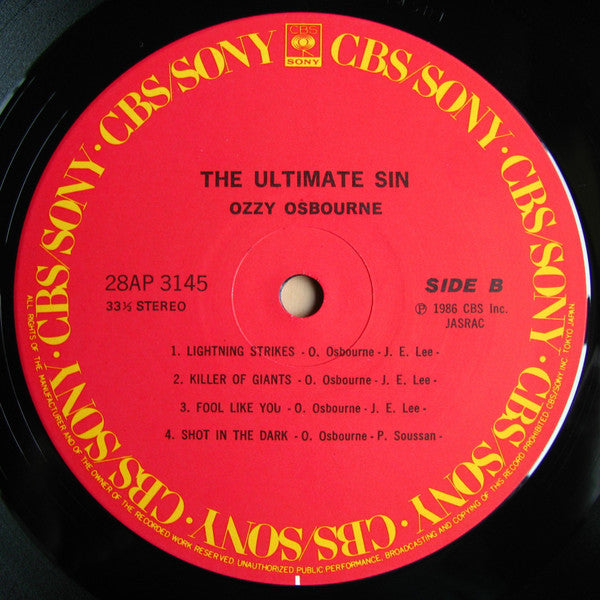 CBS
SONY
CBS/SONY · CBS/SONY · CBS/SONY · CBS/SONY · CBS/SONY · CBS/SONY · CBS/SONY · CBS/SONY
THE ULTIMATE SIN
OZZY OSBOURNE
28AP 3145
33⅓ STEREO
SIDE B
Ⓟ 1986 CBS Inc.
JASRAC
1. LIGHTNING STRIKES - O. Osbourne - J. E. Lee -
2. KILLER OF GIANTS - O. Osbourne - J. E. Lee -
3. FOOL LIKE YOU - O. Osbourne - J. E. Lee -
4. SHOT IN THE DARK - O. Osbourne - P. Soussan -
ALL RIGHTS OF THE MANUFACTURER AND OF THE OWNER OF THE RECORDED WORK RESERVED. UNAUTHORIZED PUBLIC PERFORMANCE, BROADCASTING AND COPYING OF THIS RECORD PROHIBITED. CBS/SONY INC. TOKYO JAPAN.